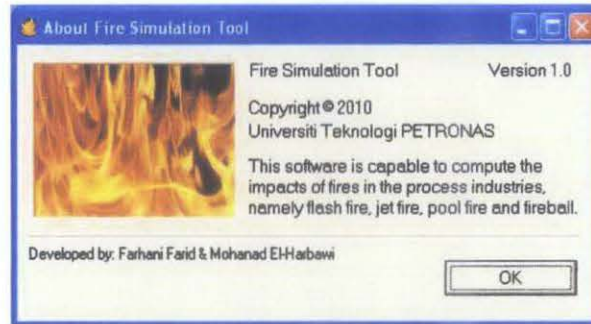 About Fire Simulation Tool
Fire Simulation Tool Version 1.0
Copyright © 2010
Universiti Teknologi PETRONAS
This software is capable to compute the
impacts of fires in the process industries,
namely flash fire, jet fire, pool fire and fireball.
Developed by: Farhani Farid & Mohanad El-Harbawi
OK